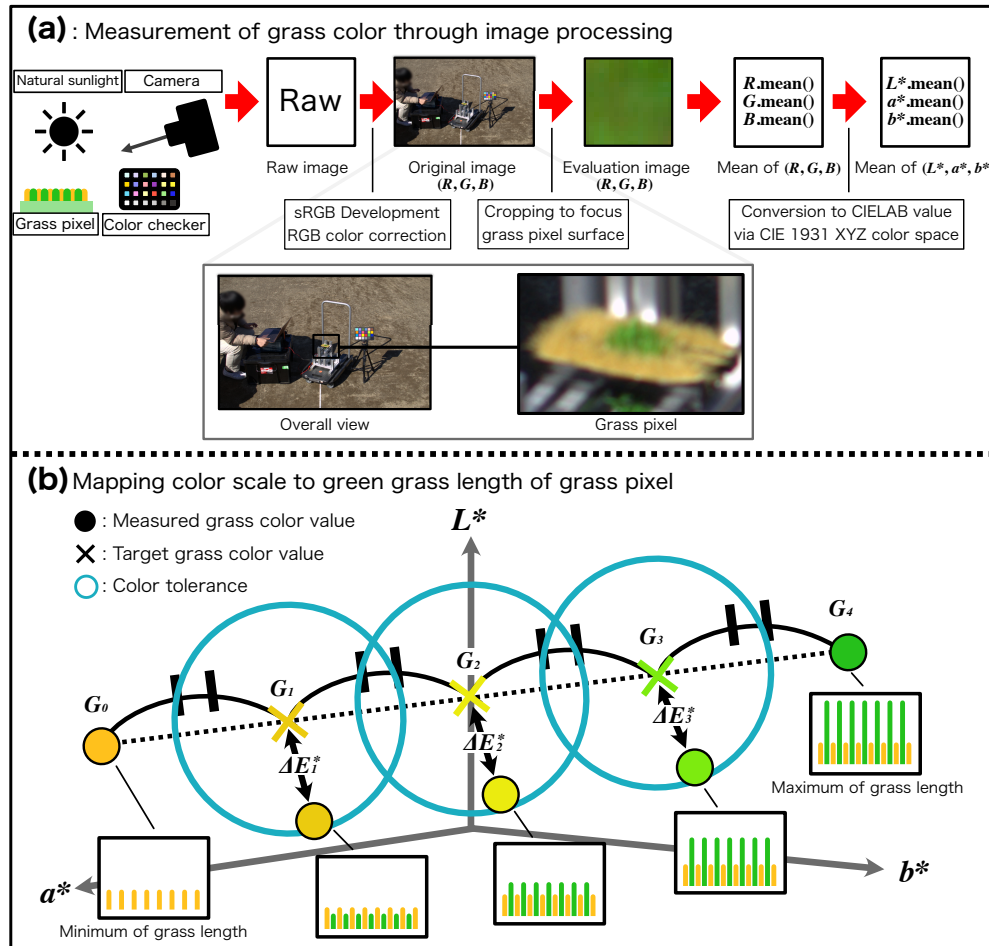 (a) : Measurement of grass color through image processing
Natural sunlight
Camera
Grass pixel
Color checker
Raw
Raw image
Original image
(R, G, B)
Evaluation image
(R, G, B)
R.mean()
G.mean()
B.mean()
Mean of (R, G, B)
L*.mean()
a*.mean()
b*.mean()
Mean of (L*, a*, b*)
sRGB Development
RGB color correction
Cropping to focus
grass pixel surface
Conversion to CIELAB value
via CIE 1931 XYZ color space
Overall view
Grass pixel
(b) Mapping color scale to green grass length of grass pixel
: Measured grass color value
: Target grass color value
: Color tolerance
L*
G0
G1
G2
G3
G4
ΔE1*
ΔE2*
ΔE3*
Maximum of grass length
a*
b*
Minimum of grass length